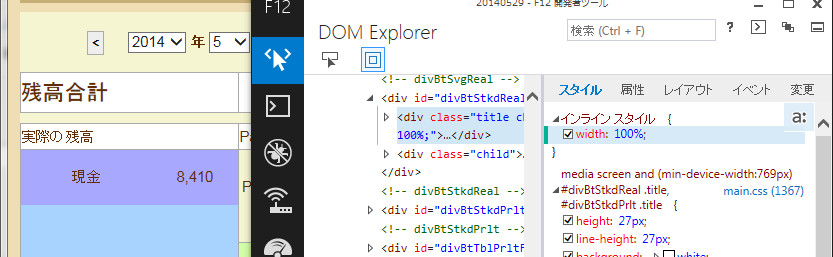 < 2014 年 5
残高合計
実際の残高 Pa
現金 8,410
P
F12
20140529 - F12 開発者ツール
DOM Explorer
検索 (Ctrl + F)
?
<!-- divBtSvgReal -->
<div id="divBtStkdReal
<div class="title c
100%;">…</div>
<div class="child">
</div>
<!-- divBtStkdReal -->
<div id="divBtStkdPrlt
<!-- divBtStkdPrlt -->
<div id="divBtTblPrltF
スタイル 属性 レイアウト イベント 変更
a:
インライン スタイル {
width: 100%;
}
media screen and (min-device-width:769px)
#divBtStkdReal .title, main.css (1367)
#divBtStkdPrlt .title {
height: 27px;
line-height: 27px;
background: white;